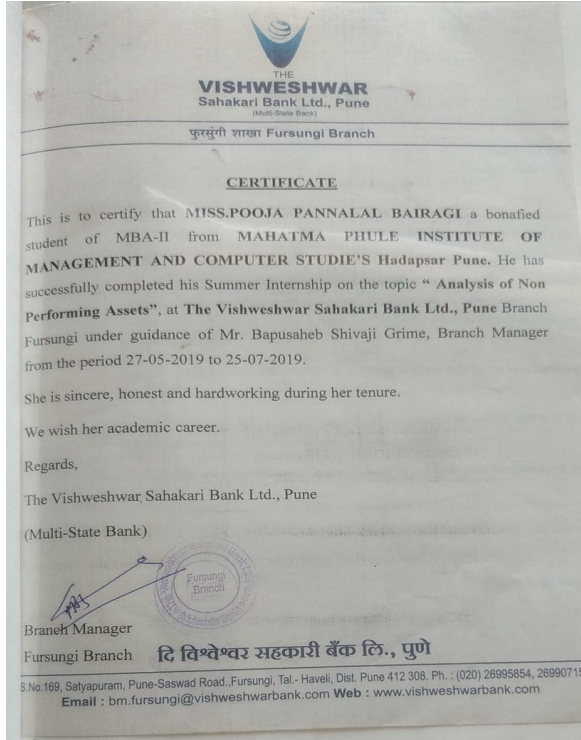 THE
VISHWESHWAR
Sahakari Bank Ltd., Pune
(Multi-State Bank)
फुरसुंगी शाखा Fursungi Branch
CERTIFICATE
This is to certify that MISS.POOJA PANNALAL BAIRAGI a bonafied
student of MBA-II from MAHATMA PHULE INSTITUTE OF
MANAGEMENT AND COMPUTER STUDIE'S Hadapsar Pune. He has
successfully completed his Summer Internship on the topic “ Analysis of Non
Performing Assets”, at The Vishweshwar Sahakari Bank Ltd., Pune Branch
Fursungi under guidance of Mr. Bapusaheb Shivaji Grime, Branch Manager
from the period 27-05-2019 to 25-07-2019.
She is sincere, honest and hardworking during her tenure.
We wish her academic career.
Regards,
The Vishweshwar Sahakari Bank Ltd., Pune
(Multi-State Bank)
Fursungi
Branch
Branch Manager
Fursungi Branch
दि विश्वेश्वर सहकारी बँक लि., पुणे
S.No.169, Satyapuram, Pune-Saswad Road.,Fursungi, Tal.- Haveli, Dist. Pune 412 308. Ph. : (020) 26995854, 2699071
Email : bm.fursungi@vishweshwarbank.com Web : www.vishweshwarbank.com